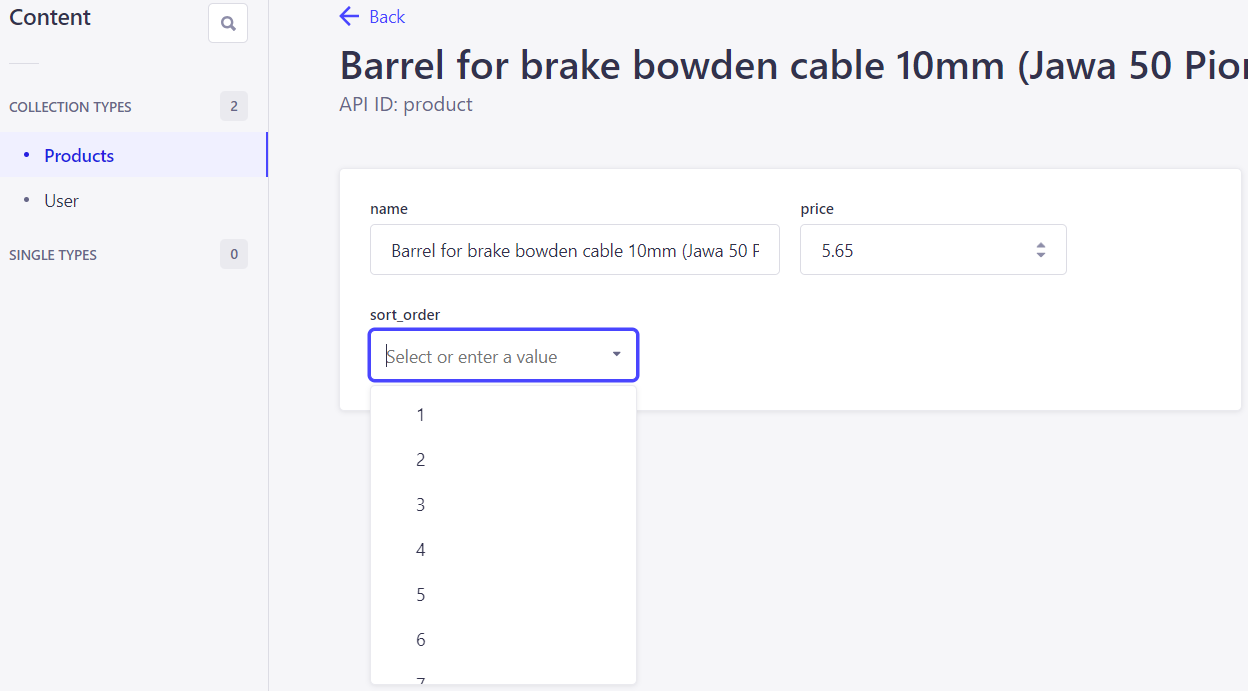 Content
COLLECTION TYPES
2
Products
User
SINGLE TYPES
0
Back
Barrel for brake bowden cable 10mm (Jawa 50 Pion
API ID: product
name
Barrel for brake bowden cable 10mm (Jawa 50 P
price
5.65
sort_order
Select or enter a value
1
2
3
4
5
6
7